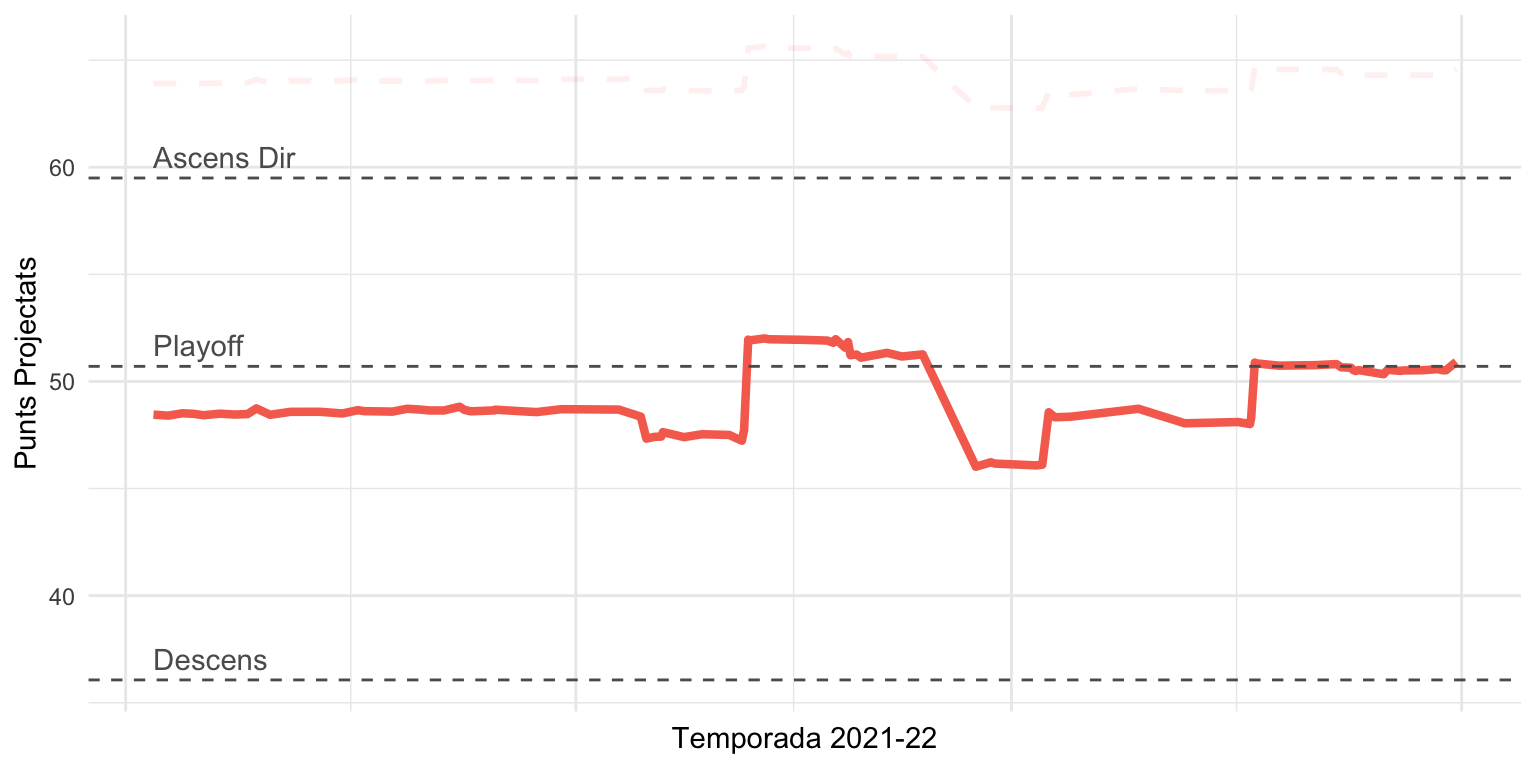 Ascens Dir
60
Playoff
50
40
Descens
Punts Projectats
Temporada 2021-22